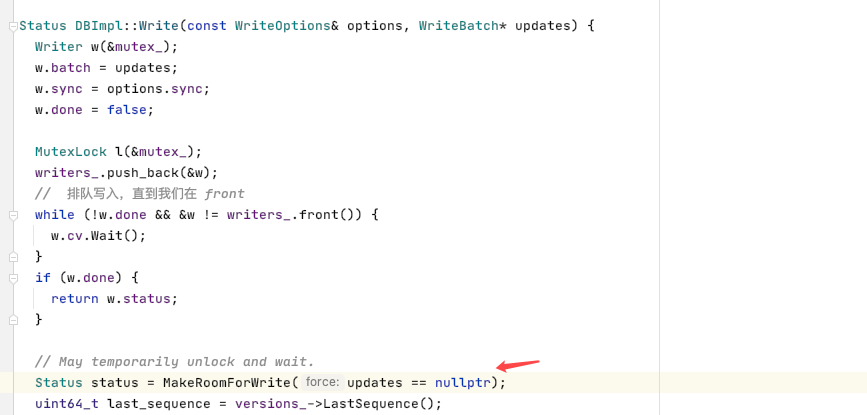 Status DBImpl::Write(const WriteOptions& options, WriteBatch* updates) {
  Writer w(&mutex_);
  w.batch = updates;
  w.sync = options.sync;
  w.done = false;

  MutexLock l(&mutex_);
  writers_.push_back(&w);
  //  排队写入，直到我们在 front
  while (!w.done && &w != writers_.front()) {
    w.cv.Wait();
  }
  if (w.done) {
    return w.status;
  }

  // May temporarily unlock and wait.
  Status status = MakeRoomForWrite( force: updates == nullptr);
  uint64_t last_sequence = versions_->LastSequence();